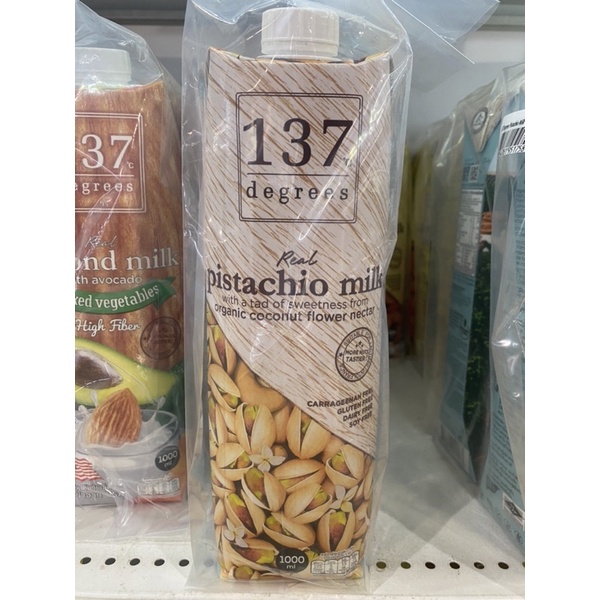 137
degrees
Real
pistachio milk
with a tad of sweetness from
organic coconut flower nectar
MORE NUTS
TASTIER
CARRAGEENAN FREE
GLUTEN FREE
DAIRY FREE
SOY FREE
1000
ml
37
°C
egrees
Real
ond milk
th avocado
xed vegetables
High Fiber
1000
ml